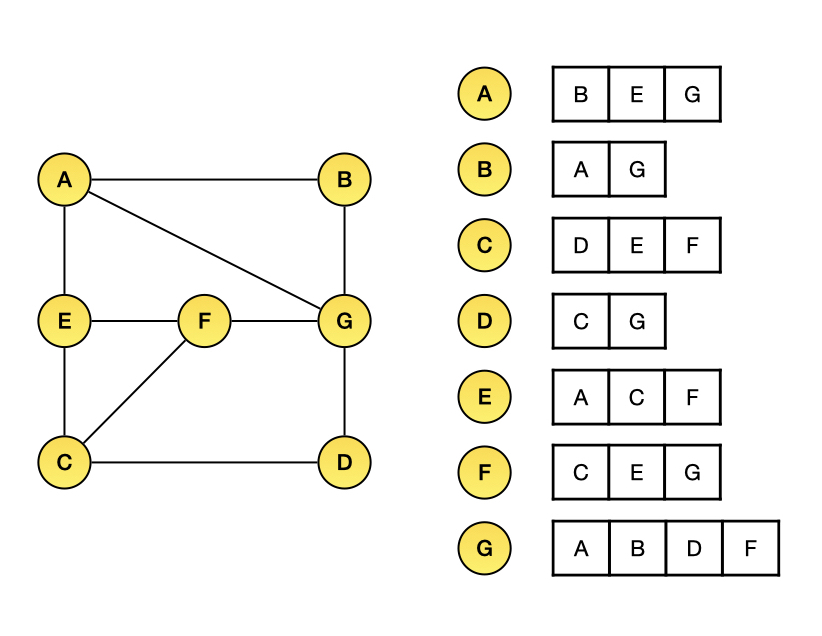 A B
E F G
C D
A B E G
B A G
C D E F
D C G
E A C F
F C E G
G A B D F